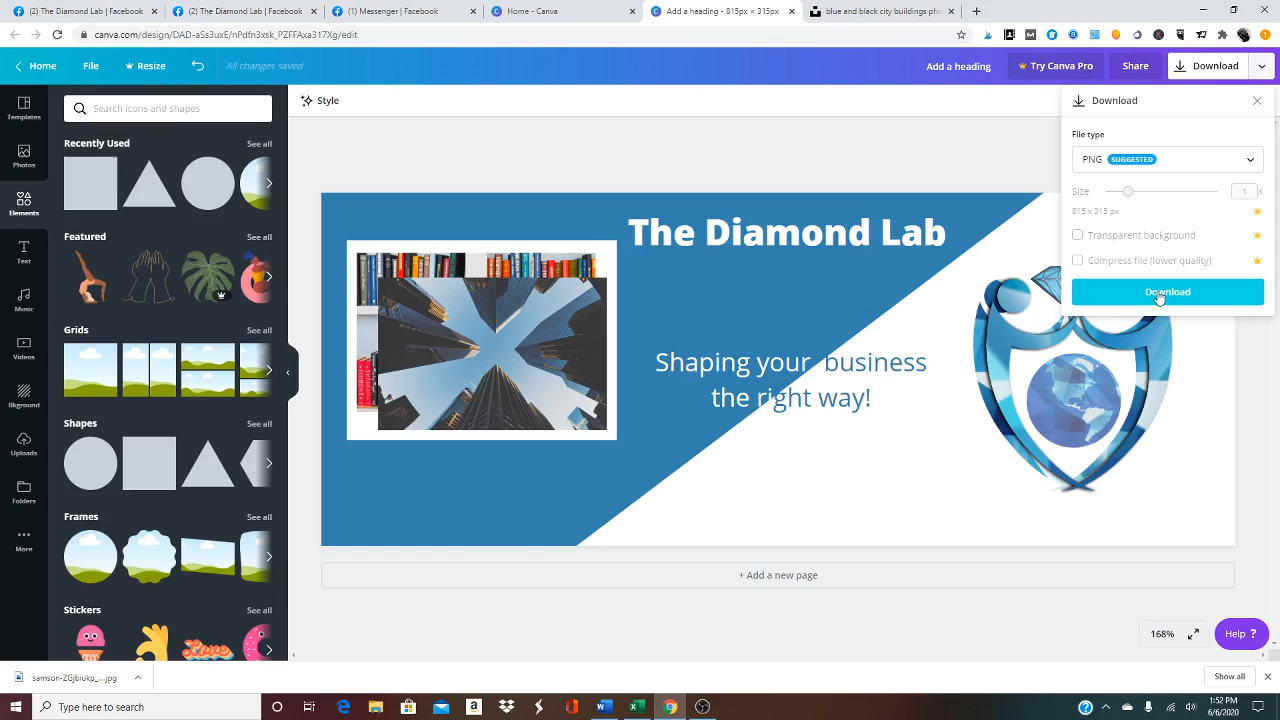 (2) The Diamond Lab | Facebook
(2) The Diamond Lab | Facebook
(1) Messenger | Facebook
Home - Canva
Add a heading - 815px × 315px
blue and black city buildings pho
canva.com/design/DAD-aSs3uxE/nPdfn3xsk_PZFFAxa317Xg/edit
Home
File
Resize
All changes saved
Add a heading
Try Canva Pro
Share
Download
Templates
Photos
Elements
Text
Music
Videos
Bkground
Uploads
Folders
More
Search icons and shapes
Recently Used
See all
Featured
See all
Grids
See all
Shapes
See all
Frames
See all
Stickers
See all
Love
Style
The Diamond Lab
Shaping your business
the right way!
+ Add a new page
Download
File type
PNG SUGGESTED
Size
1 X
815 x 315 px
Transparent background
Compress file (lower quality)
Download
168%
Help ?
samson-ZGjbiukp_-...jpg
Show all
Type here to search
1:52 PM
6/6/2020